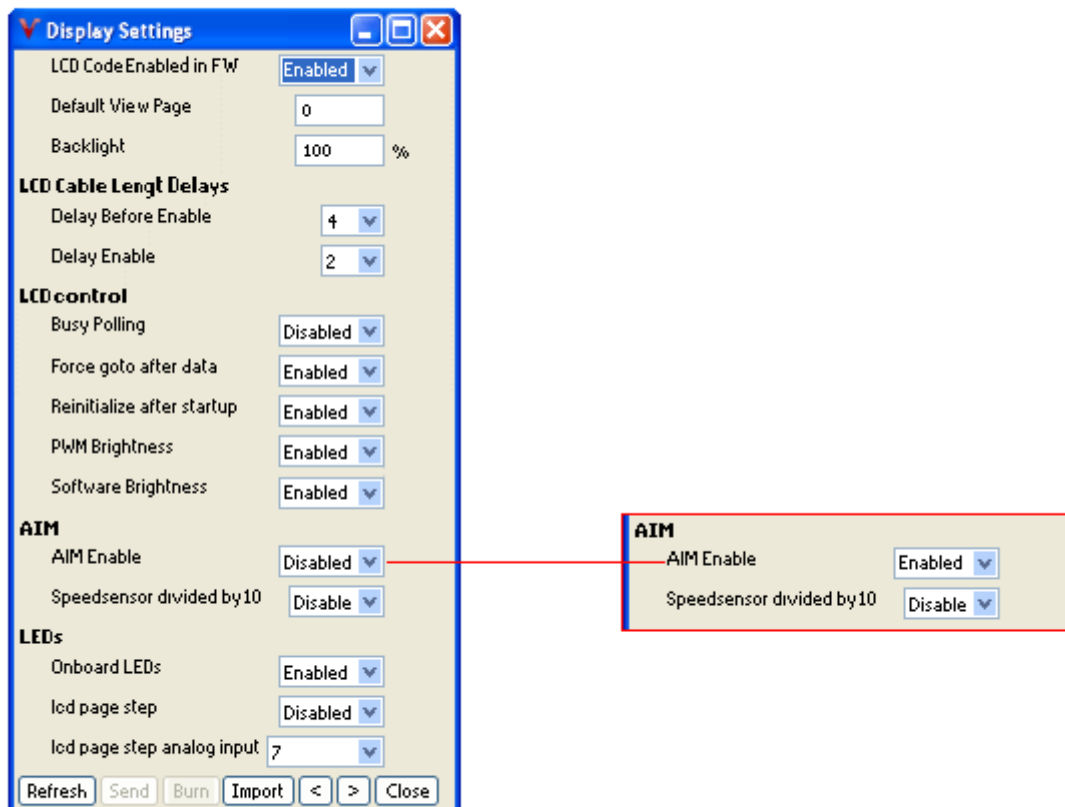 Display Settings
LCD Code Enabled in FW Enabled
Default View Page 0
Backlight 100 %
LCD Cable Lengt Delays
Delay Before Enable 4
Delay Enable 2
LCD control
Busy Polling Disabled
Force goto after data Enabled
Reinitialize after startup Enabled
PWM Brightness Enabled
Software Brightness Enabled
AIM
AIM Enable Disabled
Speedsensor divided by 10 Disable
LEDs
Onboard LEDs Enabled
lcd page step Disabled
lcd page step analog input 7
Refresh Send Burn Import < > Close
AIM
AIM Enable Enabled
Speedsensor divided by 10 Disable